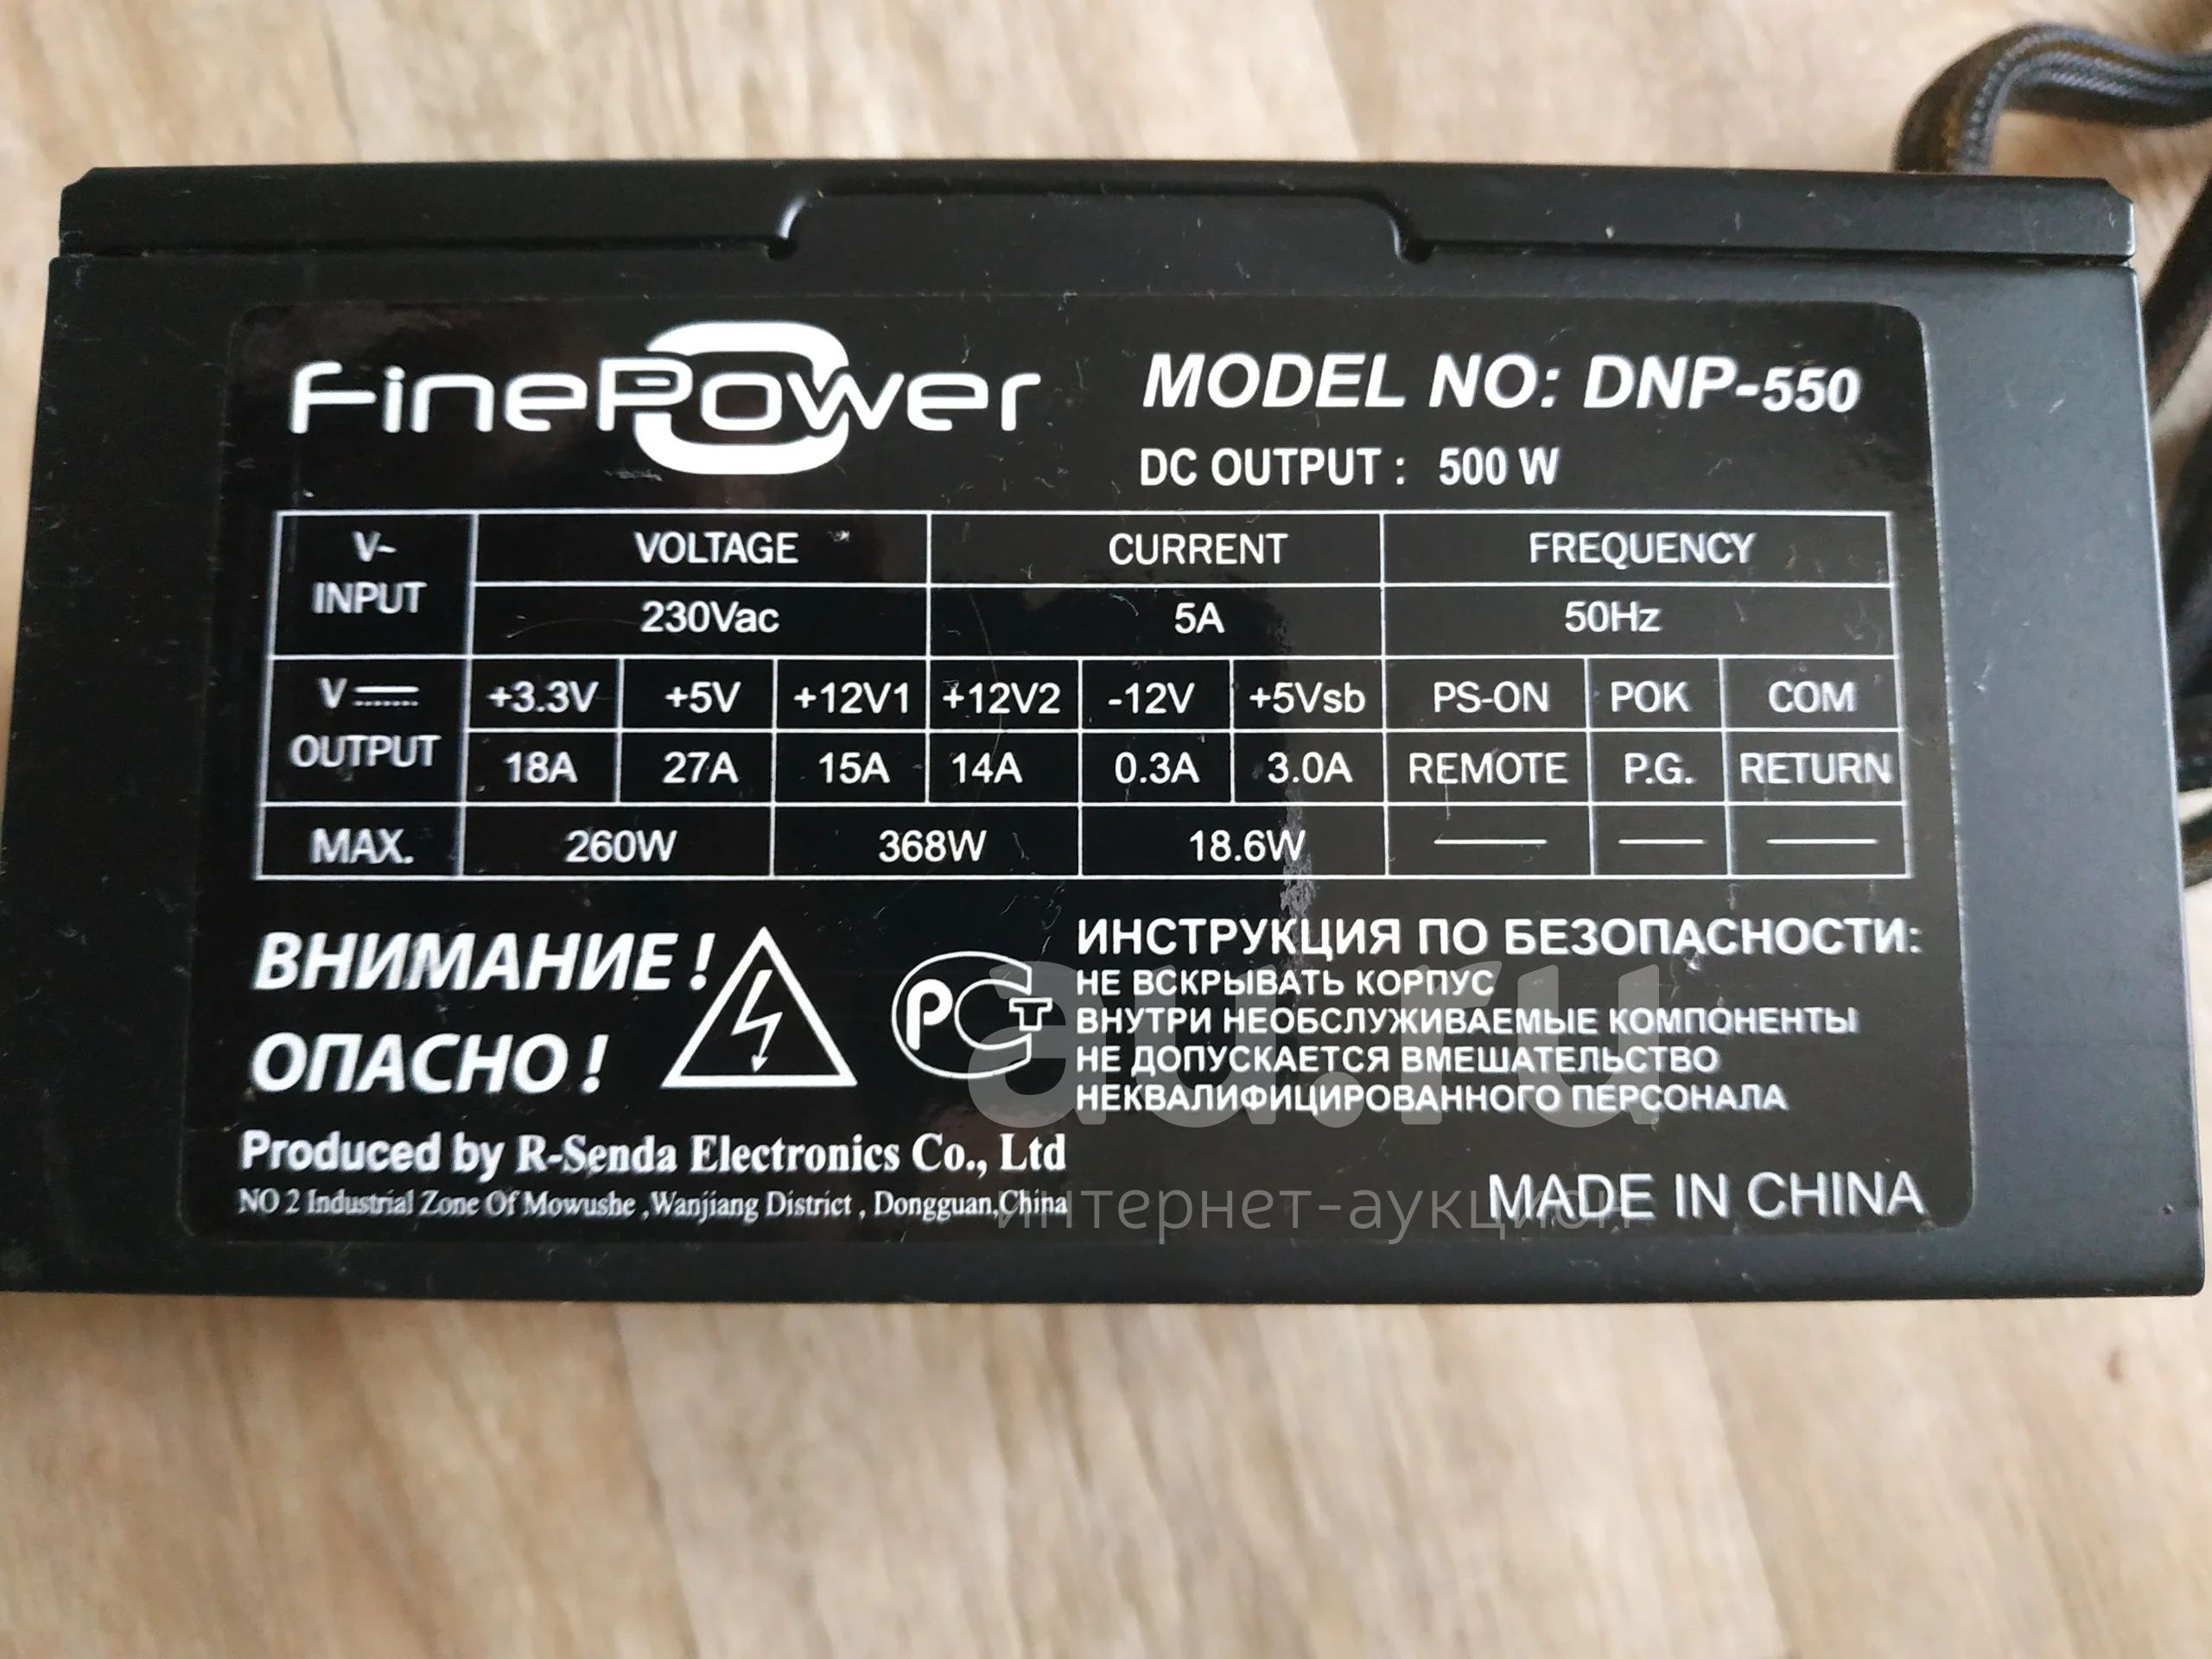 FinePower
MODEL NO: DNP-550
DC OUTPUT : 500 W
V~ INPUT VOLTAGE CURRENT FREQUENCY
230Vac 5A 50Hz
V OUTPUT +3.3V +5V +12V1 +12V2 -12V +5Vsb PS-ON POK COM
18A 27A 15A 14A 0.3A 3.0A REMOTE P.G. RETURN
MAX. 260W 368W 18.6W
ВНИМАНИЕ!
ОПАСНО!
РСТ
ИНСТРУКЦИЯ ПО БЕЗОПАСНОСТИ:
НЕ ВСКРЫВАТЬ КОРПУС
ВНУТРИ НЕОБСЛУЖИВАЕМЫЕ КОМПОНЕНТЫ
НЕ ДОПУСКАЕТСЯ ВМЕШАТЕЛЬСТВО
НЕКВАЛИФИЦИРОВАННОГО ПЕРСОНАЛА
Produced by R-Senda Electronics Co., Ltd
NO 2 Industrial Zone Of Mowushe ,Wanjiang District , Dongguan,China
MADE IN CHINA
au.ru
интернет-аукцион